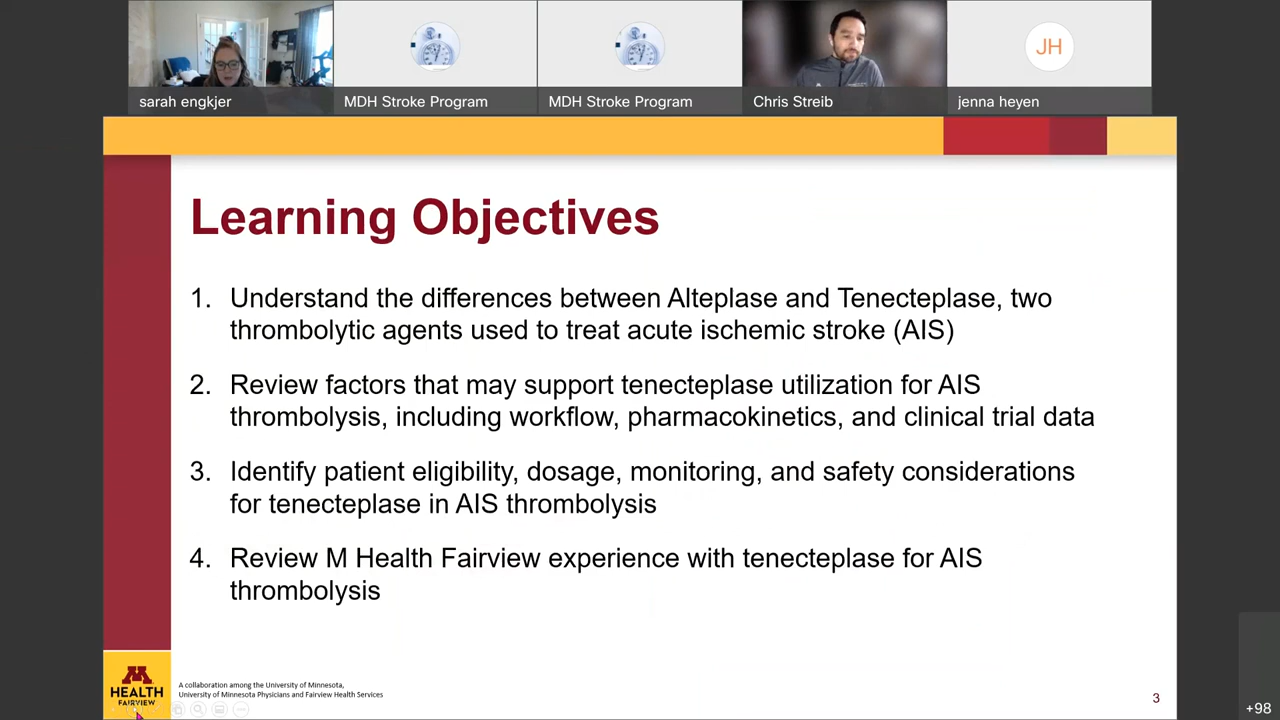 sarah engkjer
MDH Stroke Program
MDH Stroke Program
Chris Streib
JH
jenna heyen
Learning Objectives
1. Understand the differences between Alteplase and Tenecteplase, two
thrombolytic agents used to treat acute ischemic stroke (AIS)
2. Review factors that may support tenecteplase utilization for AIS
thrombolysis, including workflow, pharmacokinetics, and clinical trial data
3. Identify patient eligibility, dosage, monitoring, and safety considerations
for tenecteplase in AIS thrombolysis
4. Review M Health Fairview experience with tenecteplase for AIS
thrombolysis
M
HEALTH
FAIRVIEW
A collaboration among the University of Minnesota,
University of Minnesota Physicians and Fairview Health Services
3
+98